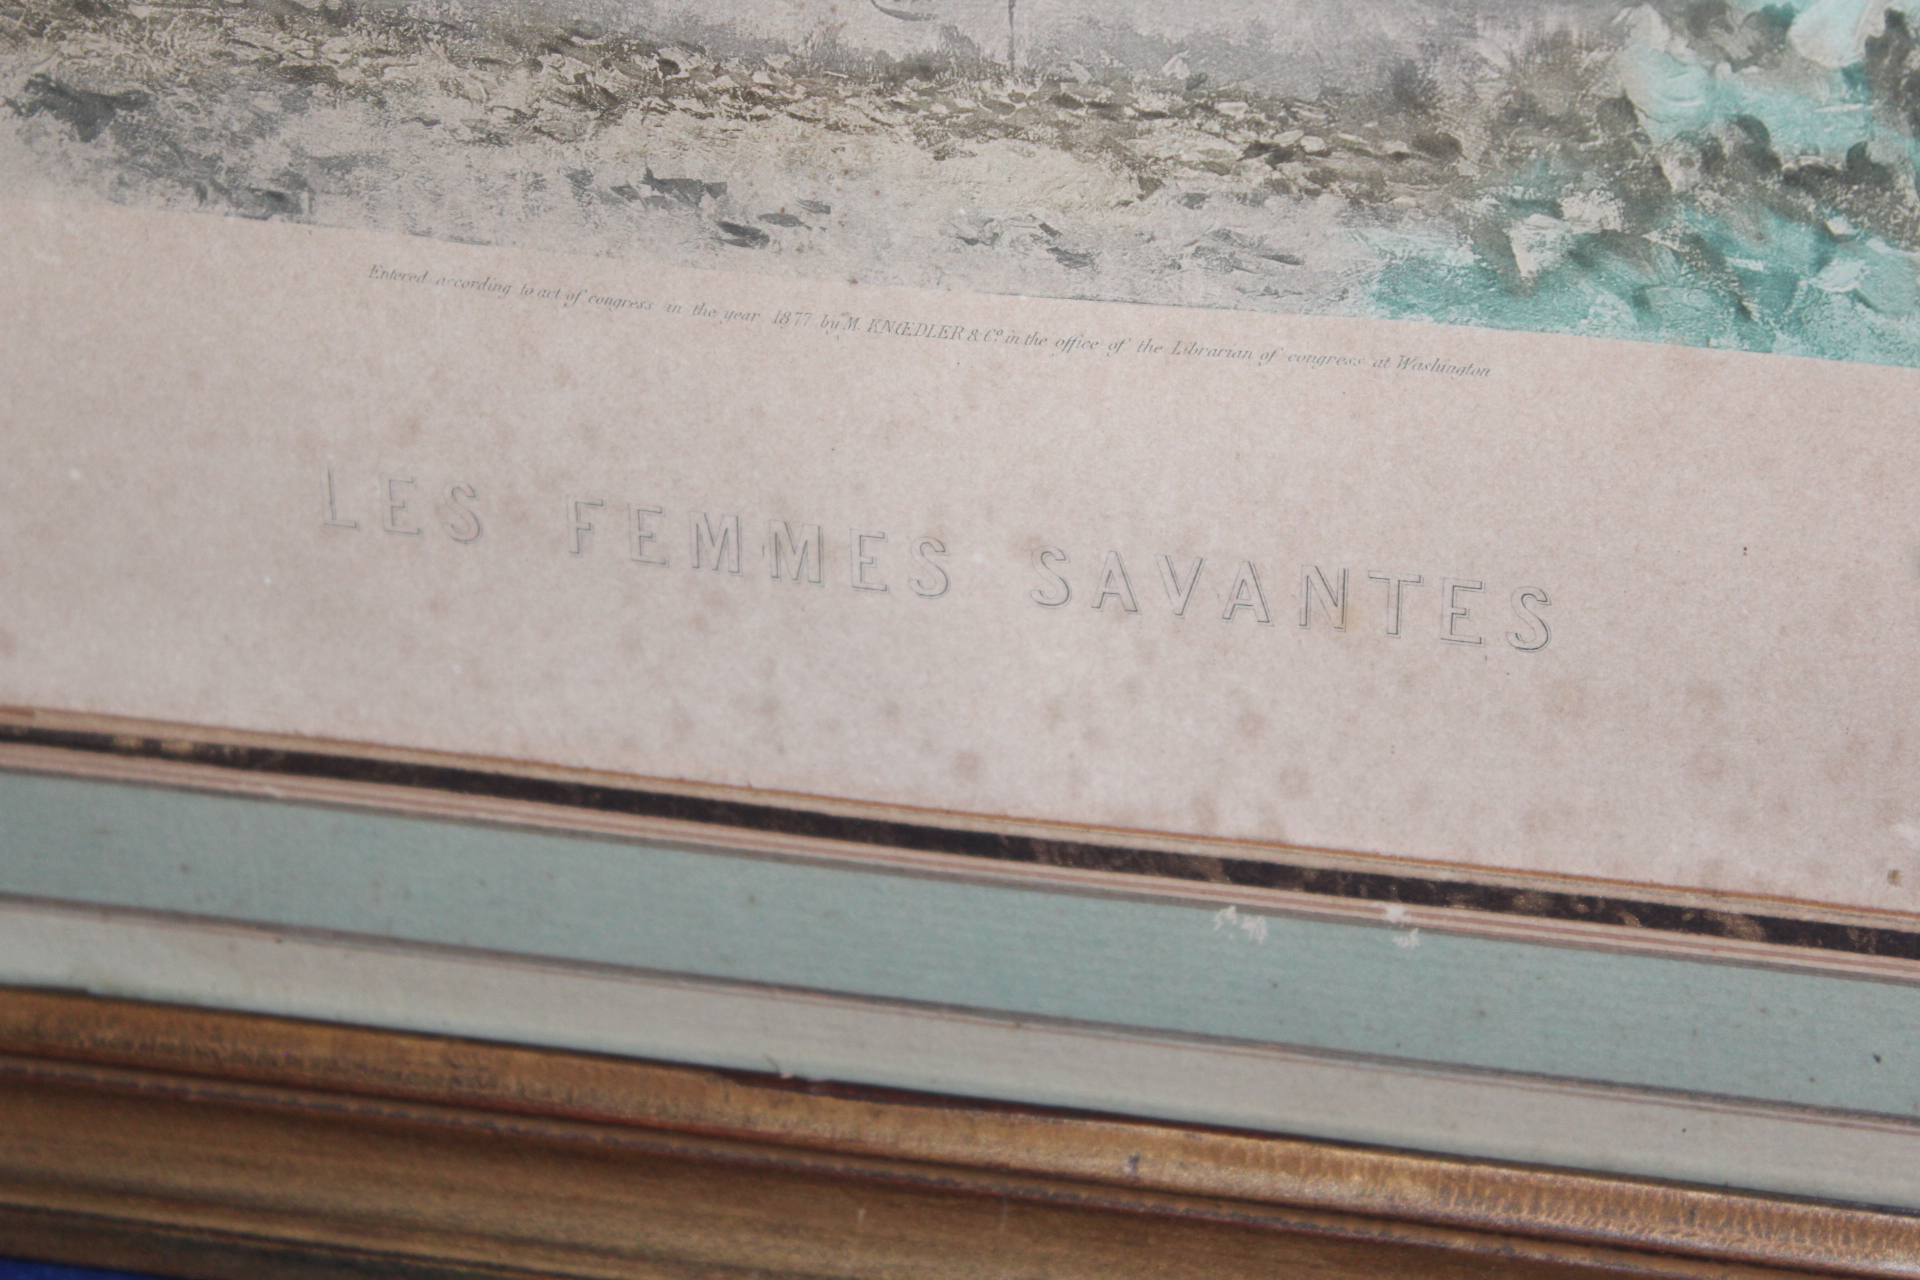 Entered according to act of congress in the year 1877 by M. KNŒDLER & Cº in the office of the Librarian of congress at Washington
LES FEMMES SAVANTES